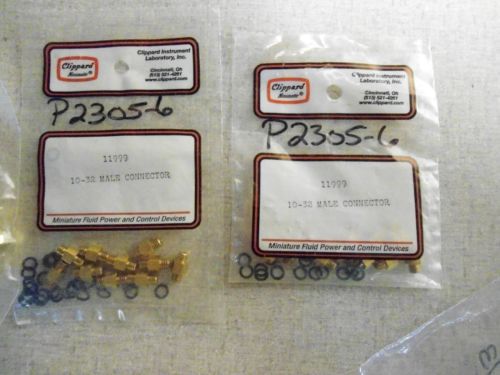 Clippard
Minimatic®
Clippard Instrument
Laboratory, Inc.
Cincinnati, OH
(513) 521-4261
www.clippard.com
P2305-6
11999
10-32 MALE CONNECTOR
Miniature Fluid Power and Control Devices
Clippard
Minimatic®
Clippard Instrument
Laboratory, Inc.
Cincinnati, Oh
(513) 521-4261
www.clippard.com
P2305-6
11999
10-32 MALE CONNECTOR
Miniature Fluid Power and Control Devices